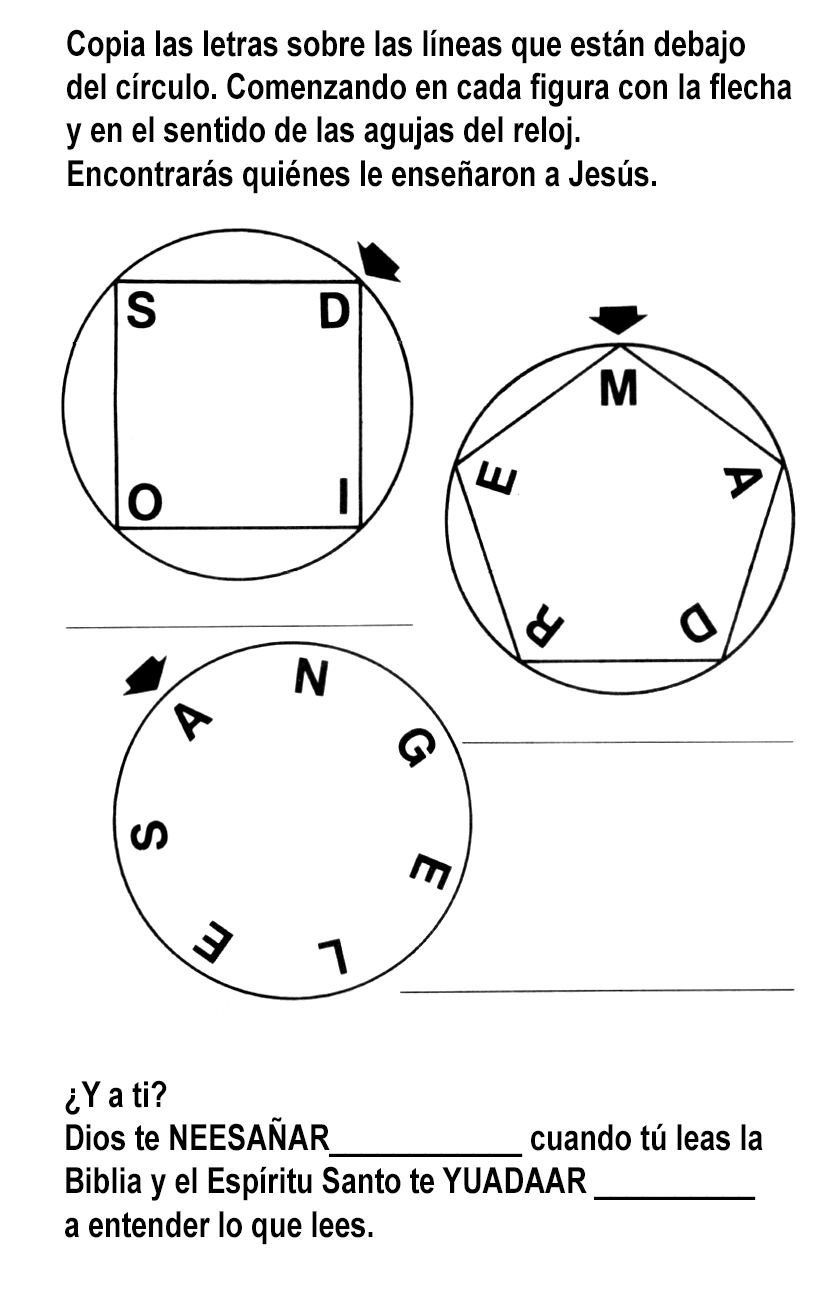 Copia las letras sobre las líneas que están debajo
del círculo. Comenzando en cada figura con la flecha
y en el sentido de las agujas del reloj.
Encontrarás quiénes le enseñaron a Jesús.
S D
O I
M
E A
R D
N
A G
S E
E L
¿Y a ti?
Dios te NEESAÑAR____________ cuando tú leas la
Biblia y el Espíritu Santo te YUADAAR __________
a entender lo que lees.